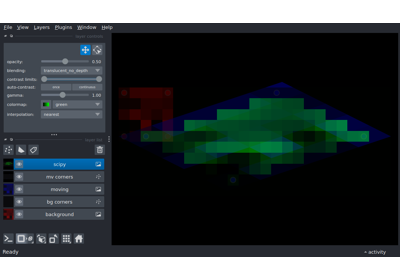 File View Layers Plugins Window Help
opacity: 0.50
blending: translucent_no_depth
contrast limits:
auto-contrast: once continuous
gamma: 1.00
colormap: green
interpolation: nearest
scipy
mv corners
moving
bg corners
background
Ready activity